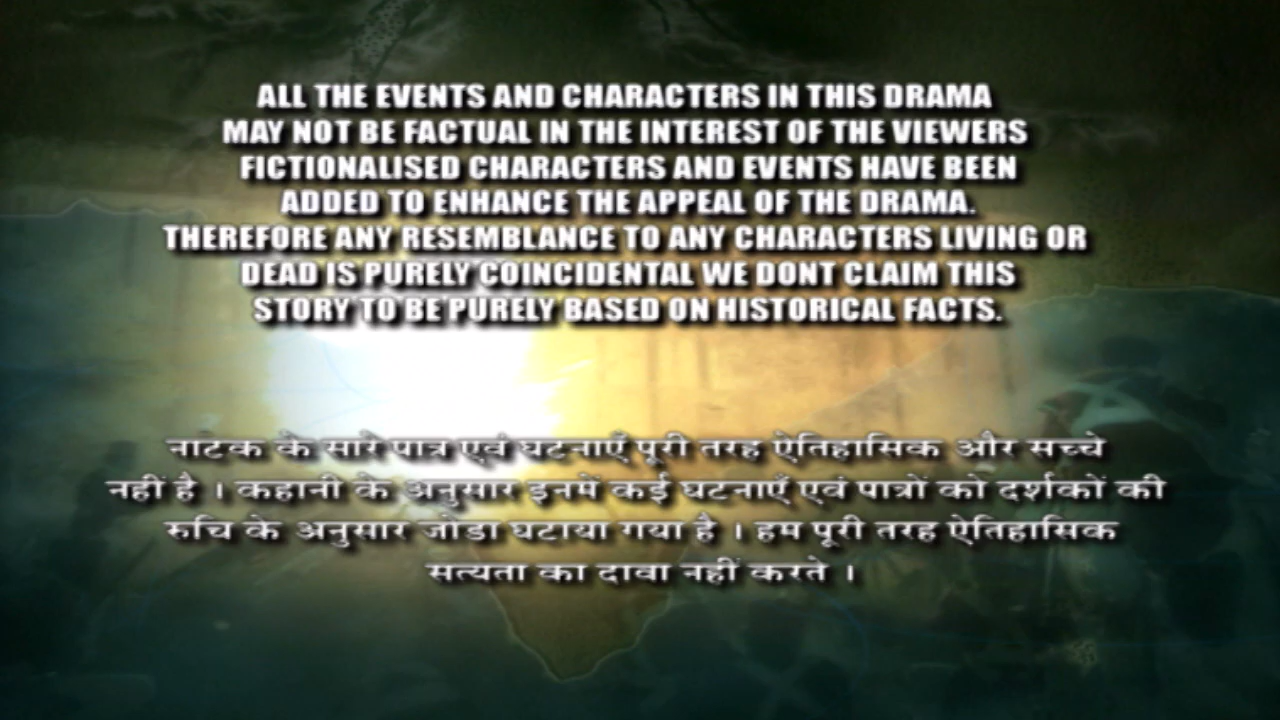 ALL THE EVENTS AND CHARACTERS IN THIS DRAMA
MAY NOT BE FACTUAL IN THE INTEREST OF THE VIEWERS
FICTIONALISED CHARACTERS AND EVENTS HAVE BEEN
ADDED TO ENHANCE THE APPEAL OF THE DRAMA.
THEREFORE ANY RESEMBLANCE TO ANY CHARACTERS LIVING OR
DEAD IS PURELY COINCIDENTAL WE DONT CLAIM THIS
STORY TO BE PURELY BASED ON HISTORICAL FACTS.
नाटक के सारे पात्र एवं घटनाएँ पूरी तरह ऐतिहासिक और सच्चे
नहीं है । कहानी के अनुसार इनमें कई घटनाएँ एवं पात्रों को दर्शकों की
रुचि के अनुसार जोडा घटाया गया है । हम पूरी तरह ऐतिहासिक
सत्यता का दावा नहीं करते ।